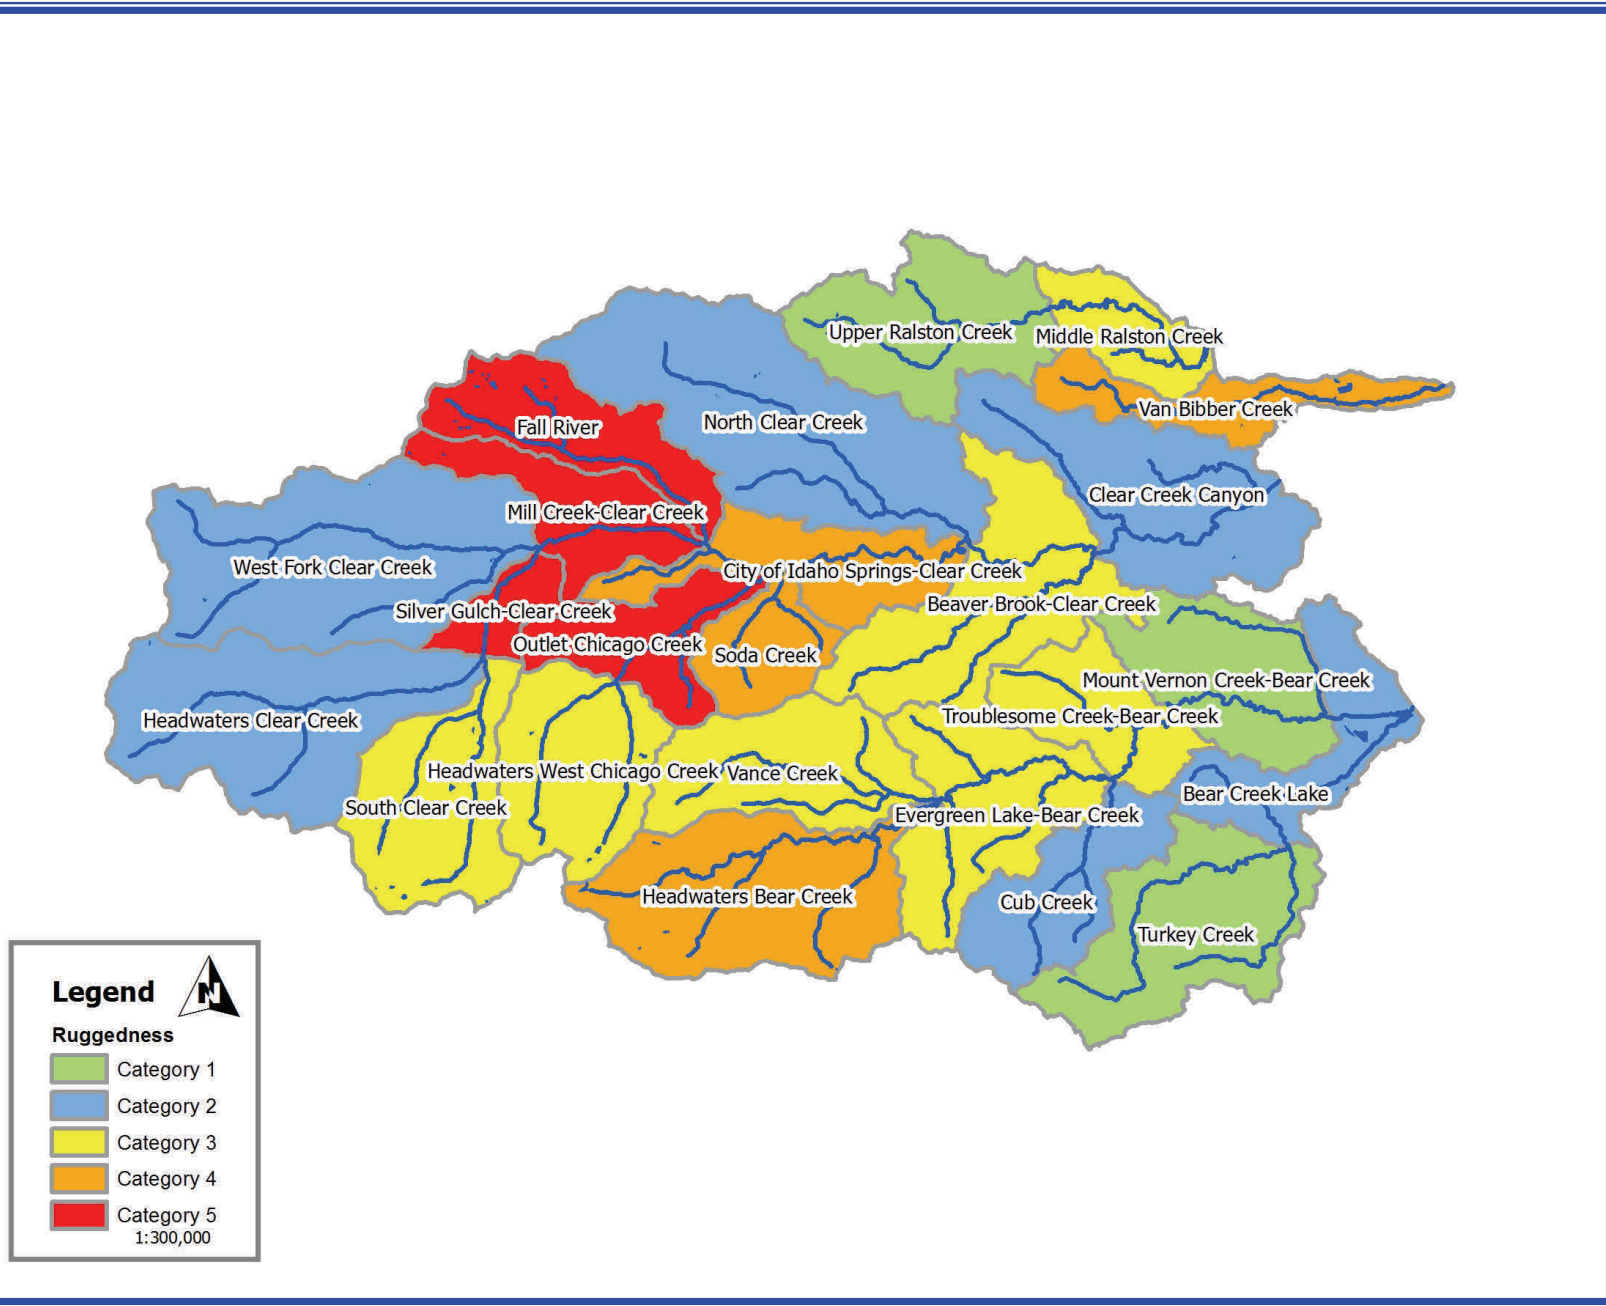 Upper Ralston Creek
Middle Ralston Creek
Van Bibber Creek
North Clear Creek
Fall River
Clear Creek Canyon
Mill Creek-Clear Creek
West Fork Clear Creek
City of Idaho Springs-Clear Creek
Silver Gulch-Clear Creek
Beaver Brook-Clear Creek
Outlet Chicago Creek
Soda Creek
Mount Vernon Creek-Bear Creek
Headwaters Clear Creek
Troublesome Creek-Bear Creek
Headwaters West Chicago Creek
Vance Creek
Bear Creek Lake
South Clear Creek
Evergreen Lake-Bear Creek
Headwaters Bear Creek
Cub Creek
Turkey Creek
Legend
N
Ruggedness
Category 1
Category 2
Category 3
Category 4
Category 5
1:300,000